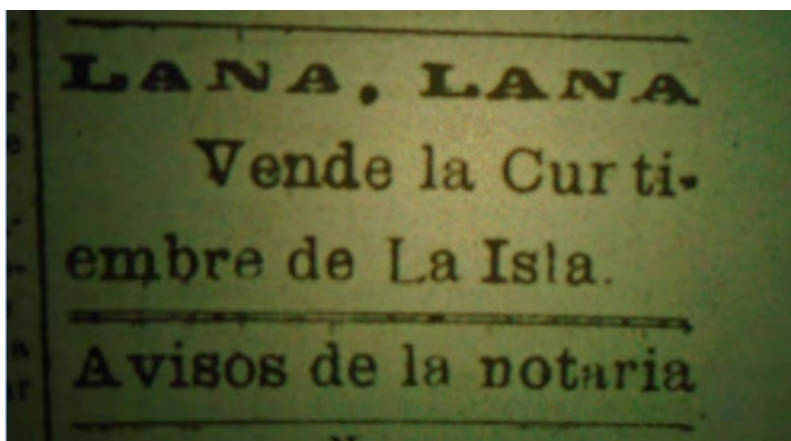 LANA, LANA
Vende la Curti-
embre de La Isla.
Avisos de la notaria